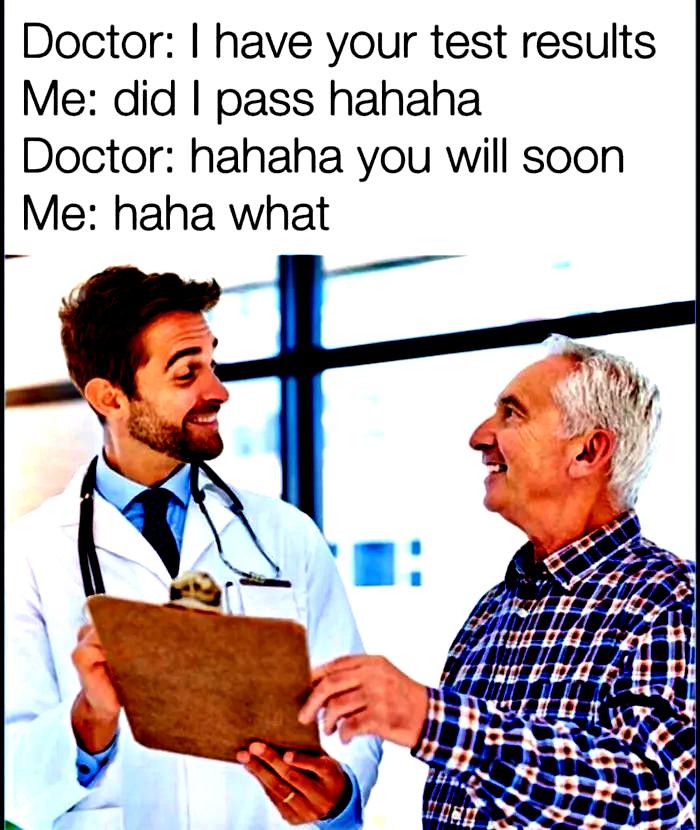 Doctor: I have your test results
Me: did I pass hahaha
Doctor: hahaha you will soon
Me: haha what